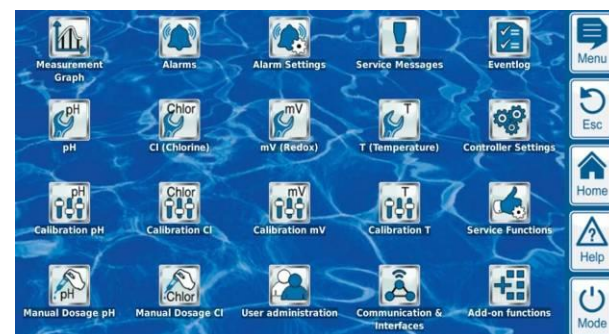 Measurement
Graph
Alarms
Alarm Settings
Service Messages
Eventlog
Menu
pH
pH
Chlor
Cl (Chlorine)
mV
mV (Redox)
T
T (Temperature)
Controller Settings
Esc
Home
pH
Calibration pH
Chlor
Calibration Cl
mV
Calibration mV
T
Calibration T
Service Functions
?
Help
pH
Manual Dosage pH
Chlor
Manual Dosage Cl
User administration
Communication &
Interfaces
Add-on functions
Mode